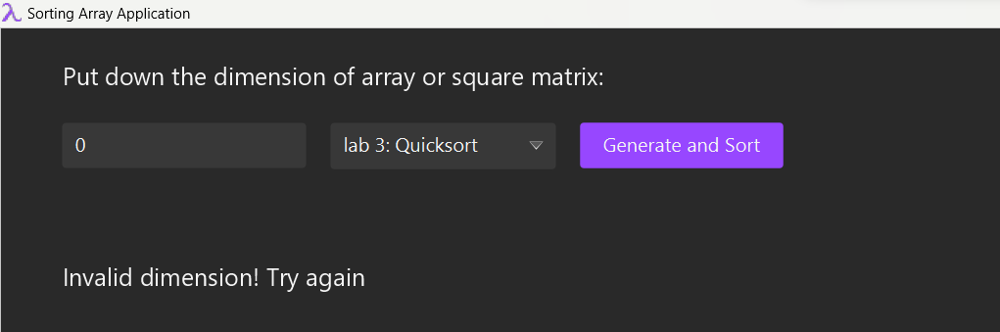 Sorting Array Application
Put down the dimension of array or square matrix:
0 lab 3: Quicksort Generate and Sort
Invalid dimension! Try again